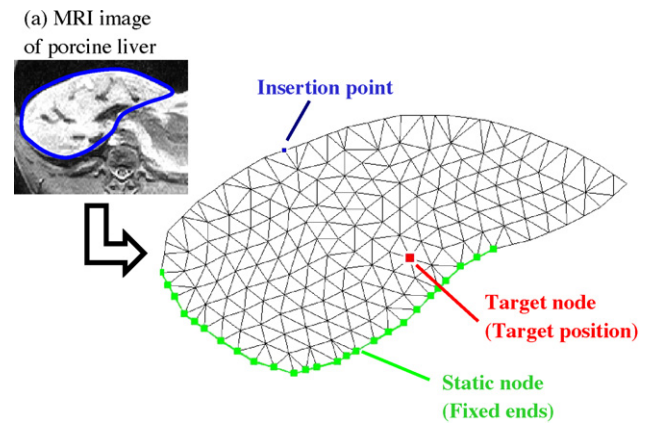 (a) MRI image
of porcine liver
Insertion point
Target node
(Target position)
Static node
(Fixed ends)